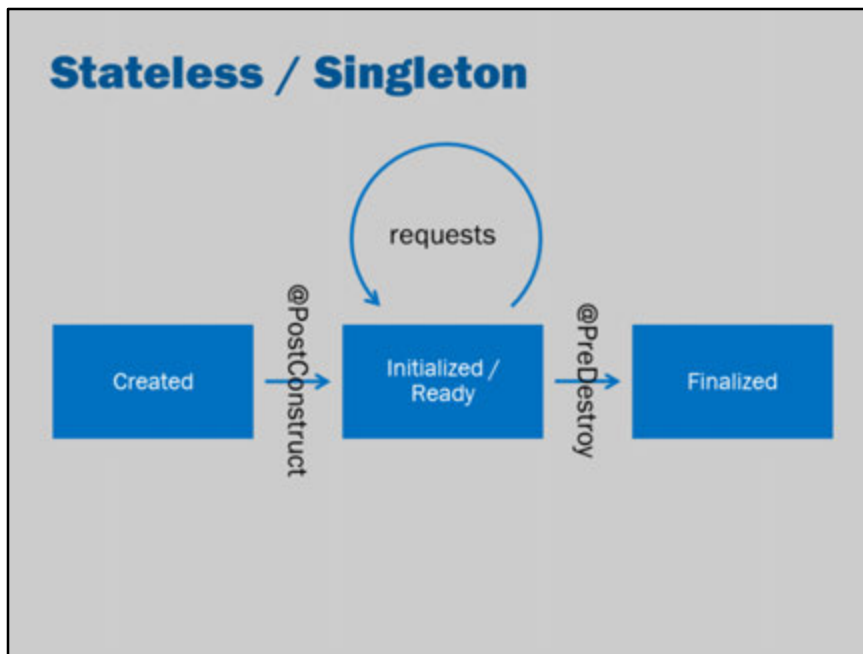 Stateless / Singleton
requests
@PostConstruct
@PreDestroy
Created
Initialized /
Ready
Finalized